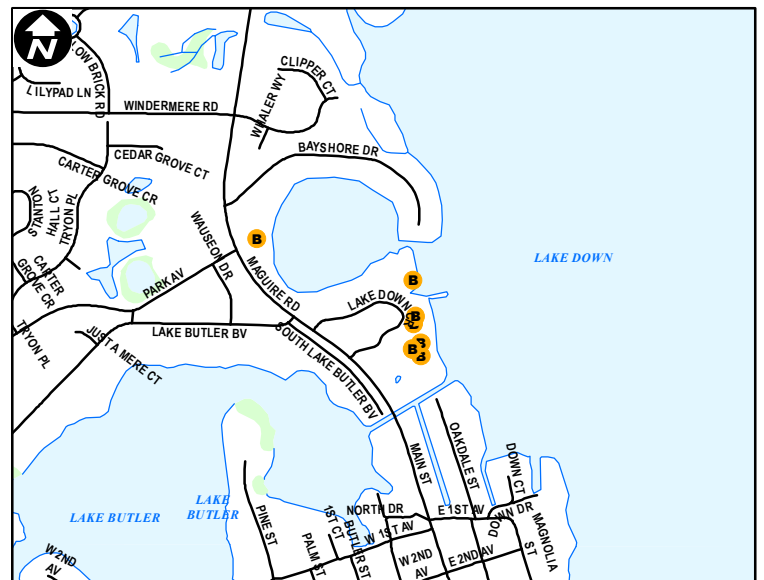 N
LOW BRICK RD
LILYPAD LN
WINDERMERE RD
CLIPPER CT
WHALER WY
BAYSHORE DR
CEDAR GROVE CT
CARTER GROVE CR
STANTO
HALL CT
TRYON PL
CARTER
GROVE CR
WAUSEON DR
B
MAGUIRE RD
PARK AV
LAKE DOWN
B
LAKE DOWN
B
B
B
B
LAKE BUTLER BV
SOUTH LAKE BUTLER BV
TRYON PL
JUST A MERE CT
MAIN ST
OAKDALE ST
DOWN CT
LAKE
BUTLER
LAKE BUTLER
PINE ST
1ST CT
NORTH DR
E 1ST AV
DOWN DR
MAGNOLIA
ST
PALM ST
BUTLER ST
W 1ST AV
W 2ND
AV
E 2ND AV
W 2ND
AV